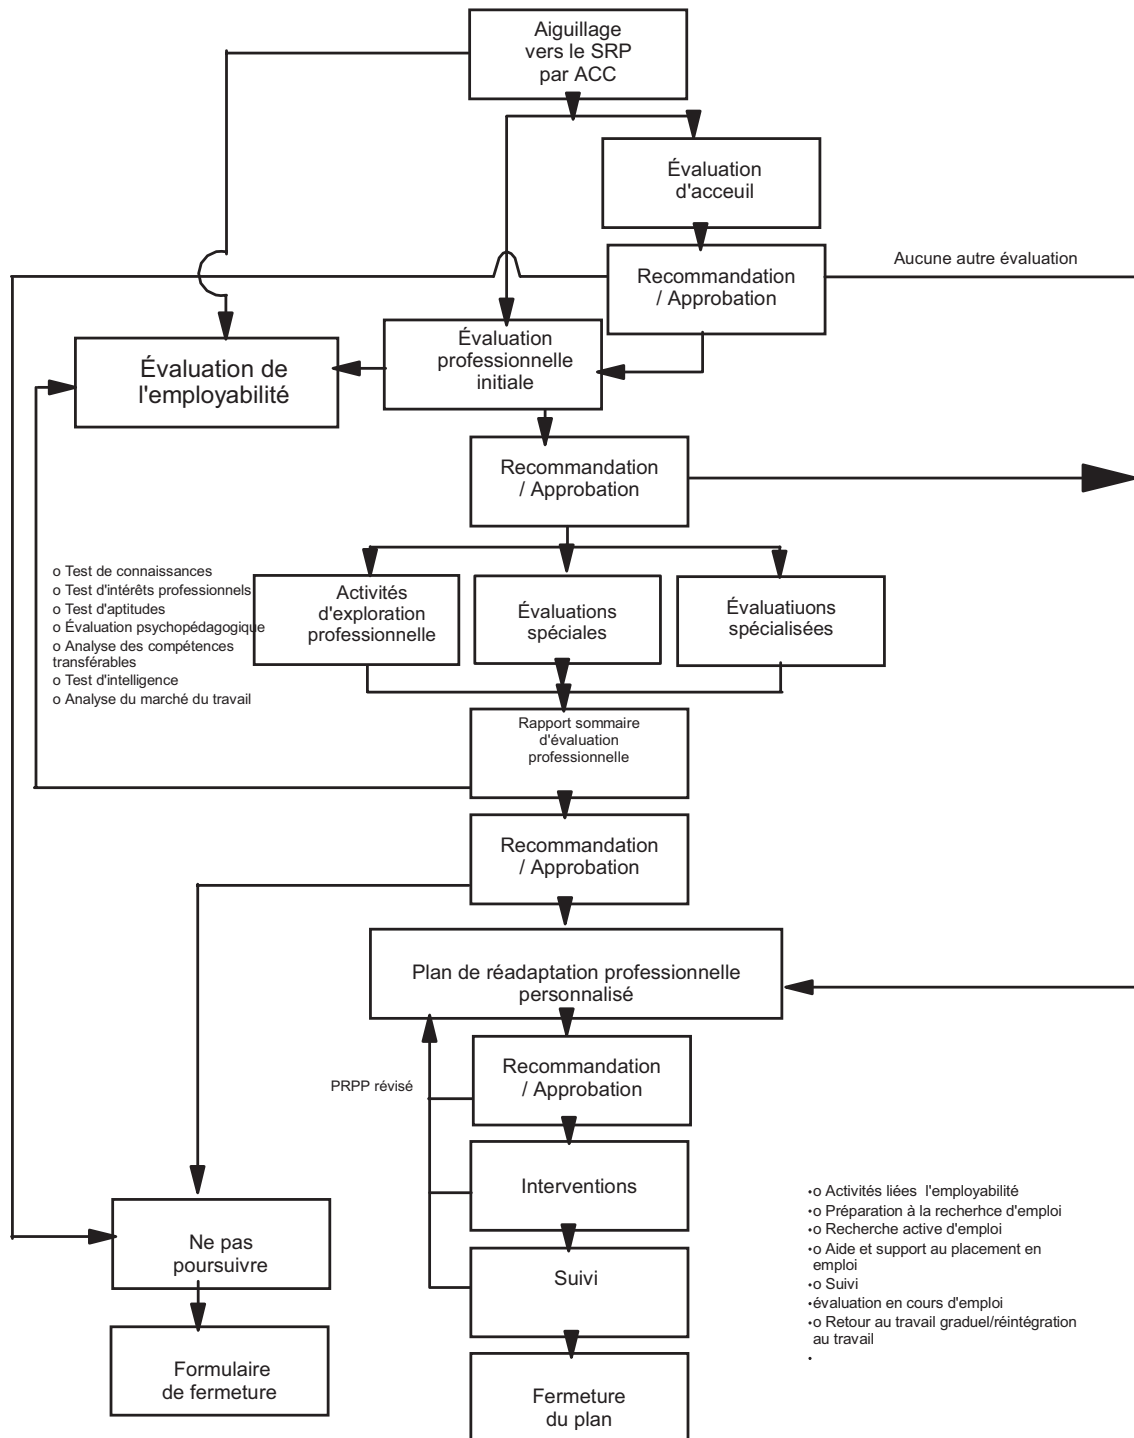 Aiguillage
vers le SRP
par ACC
Évaluation
d'acceuil
Recommandation
/ Approbation
Aucune autre évaluation
Évaluation
professionnelle
initiale
Évaluation de
l'employabilité
Recommandation
/ Approbation
o Test de connaissances
o Test d'intérêts professionnels
o Test d'aptitudes
o Évaluation psychopédagogique
o Analyse des compétences
transférables
o Test d'intelligence
o Analyse du marché du travail
Activités
d'exploration
professionnelle
Évaluations
spéciales
Évaluatiuons
spécialisées
Rapport sommaire
d'évaluation
professionnelle
Recommandation
/ Approbation
Plan de réadaptation professionnelle
personnalisé
Recommandation
/ Approbation
PRPP révisé
Interventions
Suivi
Fermeture
du plan
Ne pas
poursuivre
Formulaire
de fermeture
•o Activités liées  l'employabilité
•o Préparation à la recherhce d'emploi
•o Recherche active d'emploi
•o Aide et support au placement en
emploi
•o Suivi
•évaluation en cours d'emploi
•o Retour au travail graduel/réintégration
au travail
•